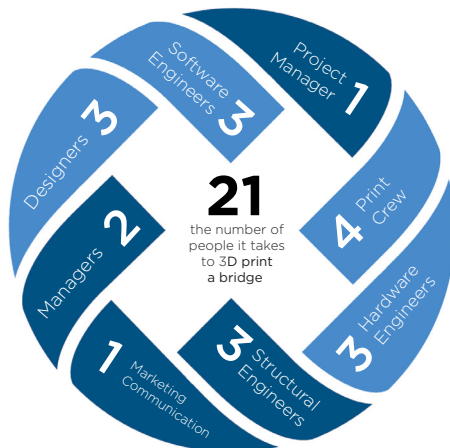 Project
Manager
1
4
Print
Crew
3
Hardware
Engineers
3
Structural
Engineers
1
Marketing
Communication
Managers
2
Designers
3
Software
Engineers
3
21
the number of
people it takes
to 3D print
a bridge